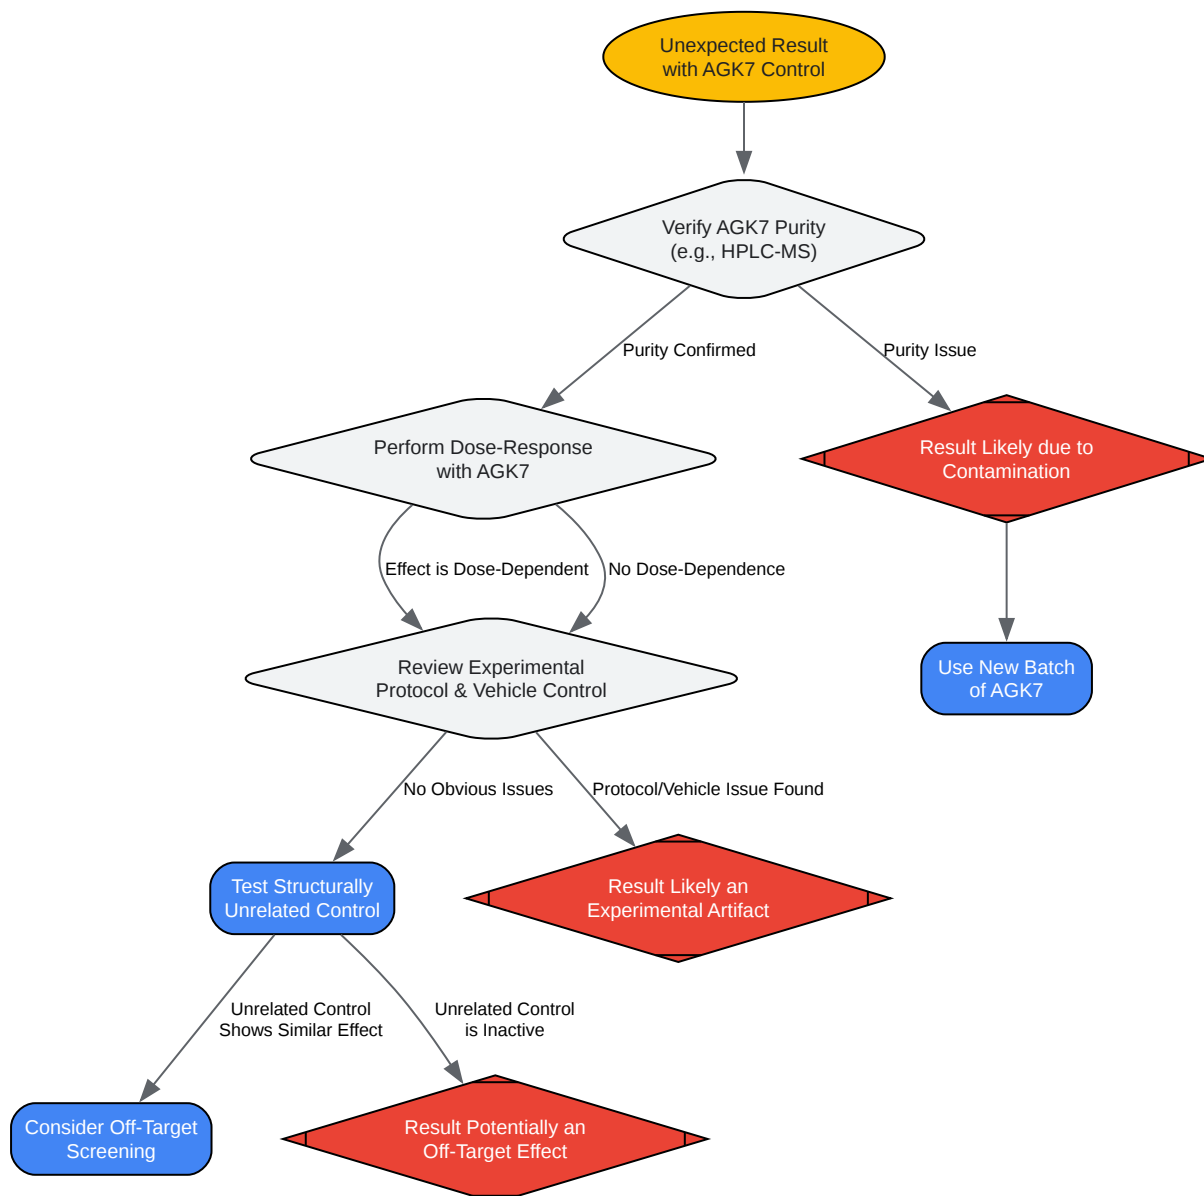 Unexpected Result
with AGK7 Control
Verify AGK7 Purity
(e.g., HPLC-MS)
Purity Confirmed
Purity Issue
Perform Dose-Response
with AGK7
Result Likely due to
Contamination
Effect is Dose-Dependent
No Dose-Dependence
Review Experimental
Protocol & Vehicle Control
Use New Batch
of AGK7
No Obvious Issues
Protocol/Vehicle Issue Found
Test Structurally
Unrelated Control
Result Likely an
Experimental Artifact
Unrelated Control
Shows Similar Effect
Unrelated Control
is Inactive
Consider Off-Target
Screening
Result Potentially an
Off-Target Effect